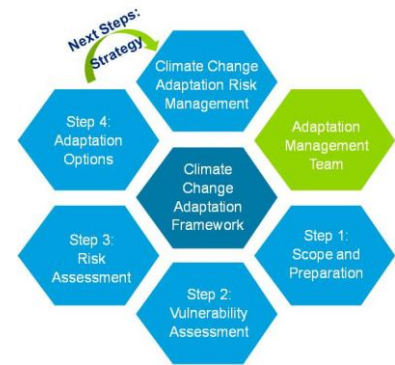 Next Steps:
Strategy
Climate Change
Adaptation Risk
Management
Adaptation
Management
Team
Step 1:
Scope and
Preparation
Step 2:
Vulnerability
Assessment
Step 3:
Risk
Assessment
Step 4:
Adaptation
Options
Climate
Change
Adaptation
Framework